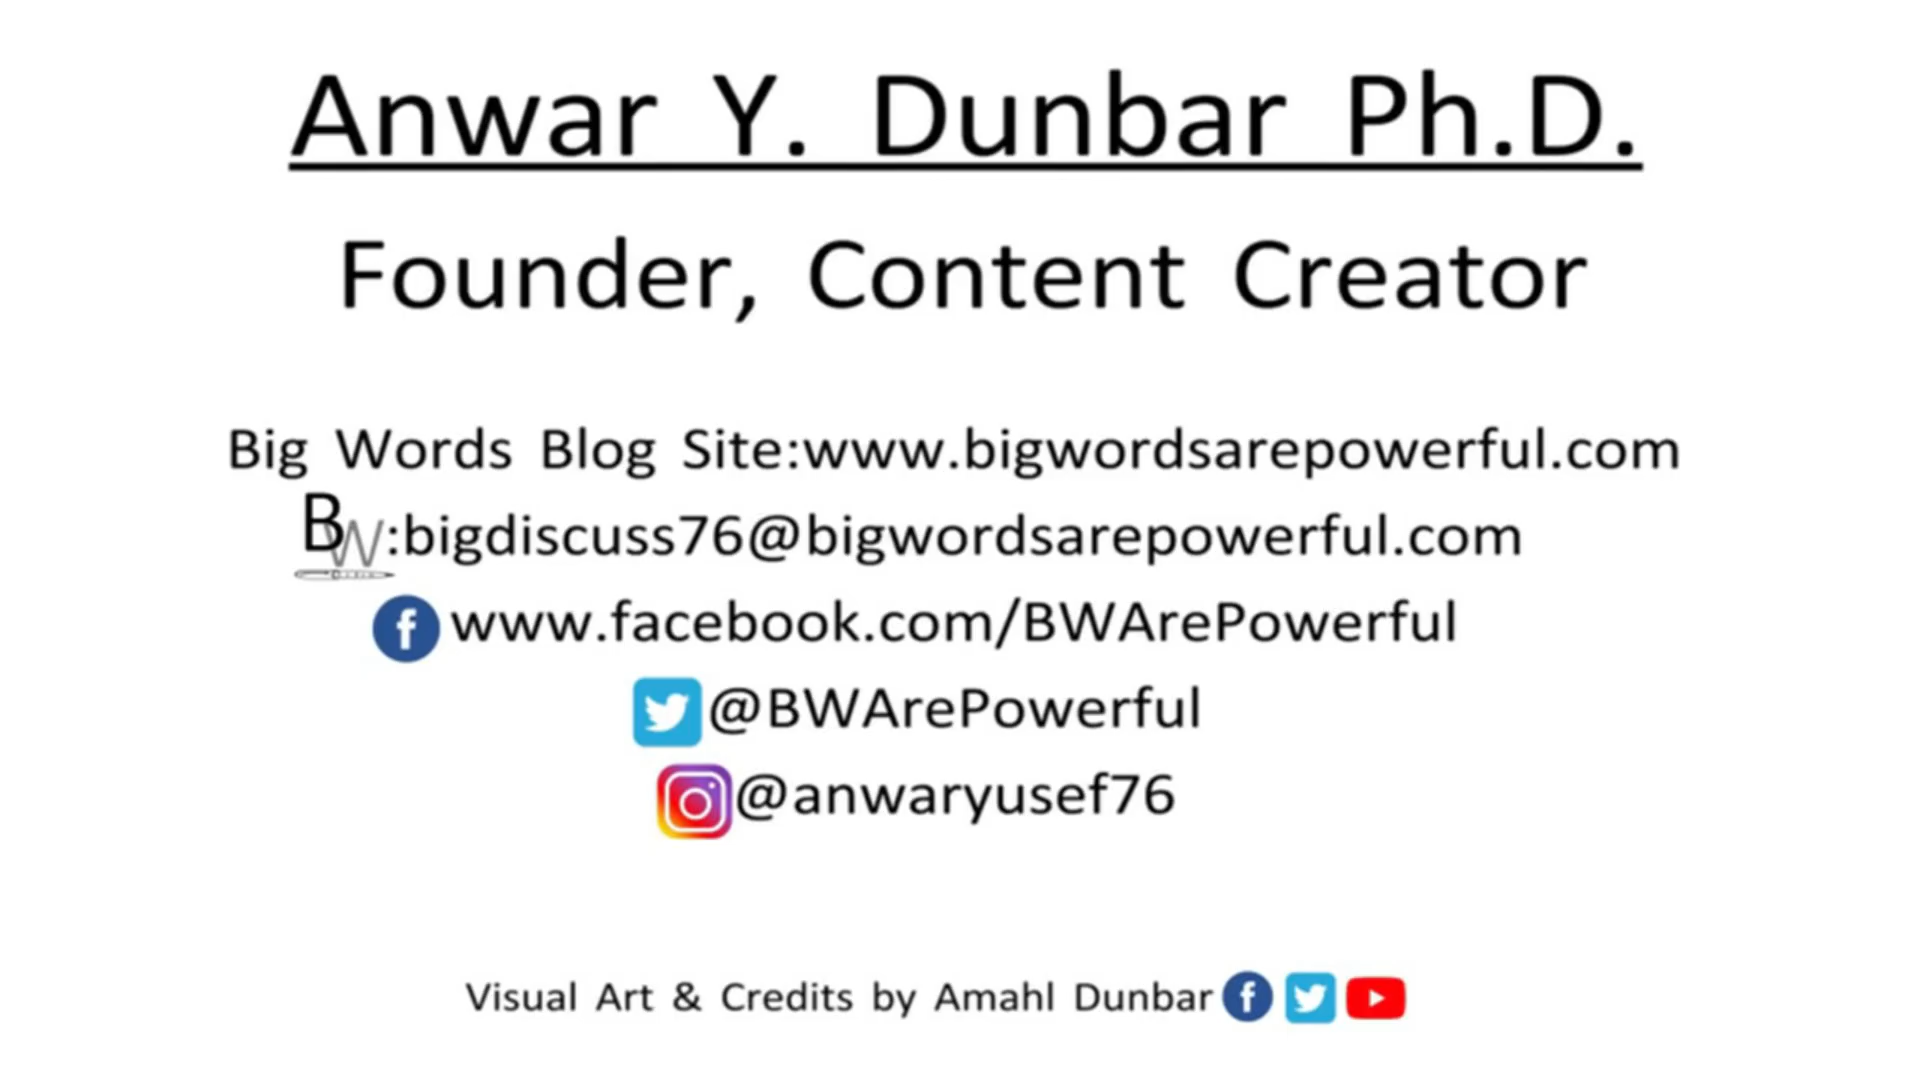 Anwar Y. Dunbar Ph.D.
Founder, Content Creator
Big Words Blog Site:www.bigwordsarepowerful.com
BW:bigdiscuss76@bigwordsarepowerful.com
f www.facebook.com/BWArePowerful
@BWArePowerful
@anwaryusef76
Visual Art & Credits by Amahl Dunbar f